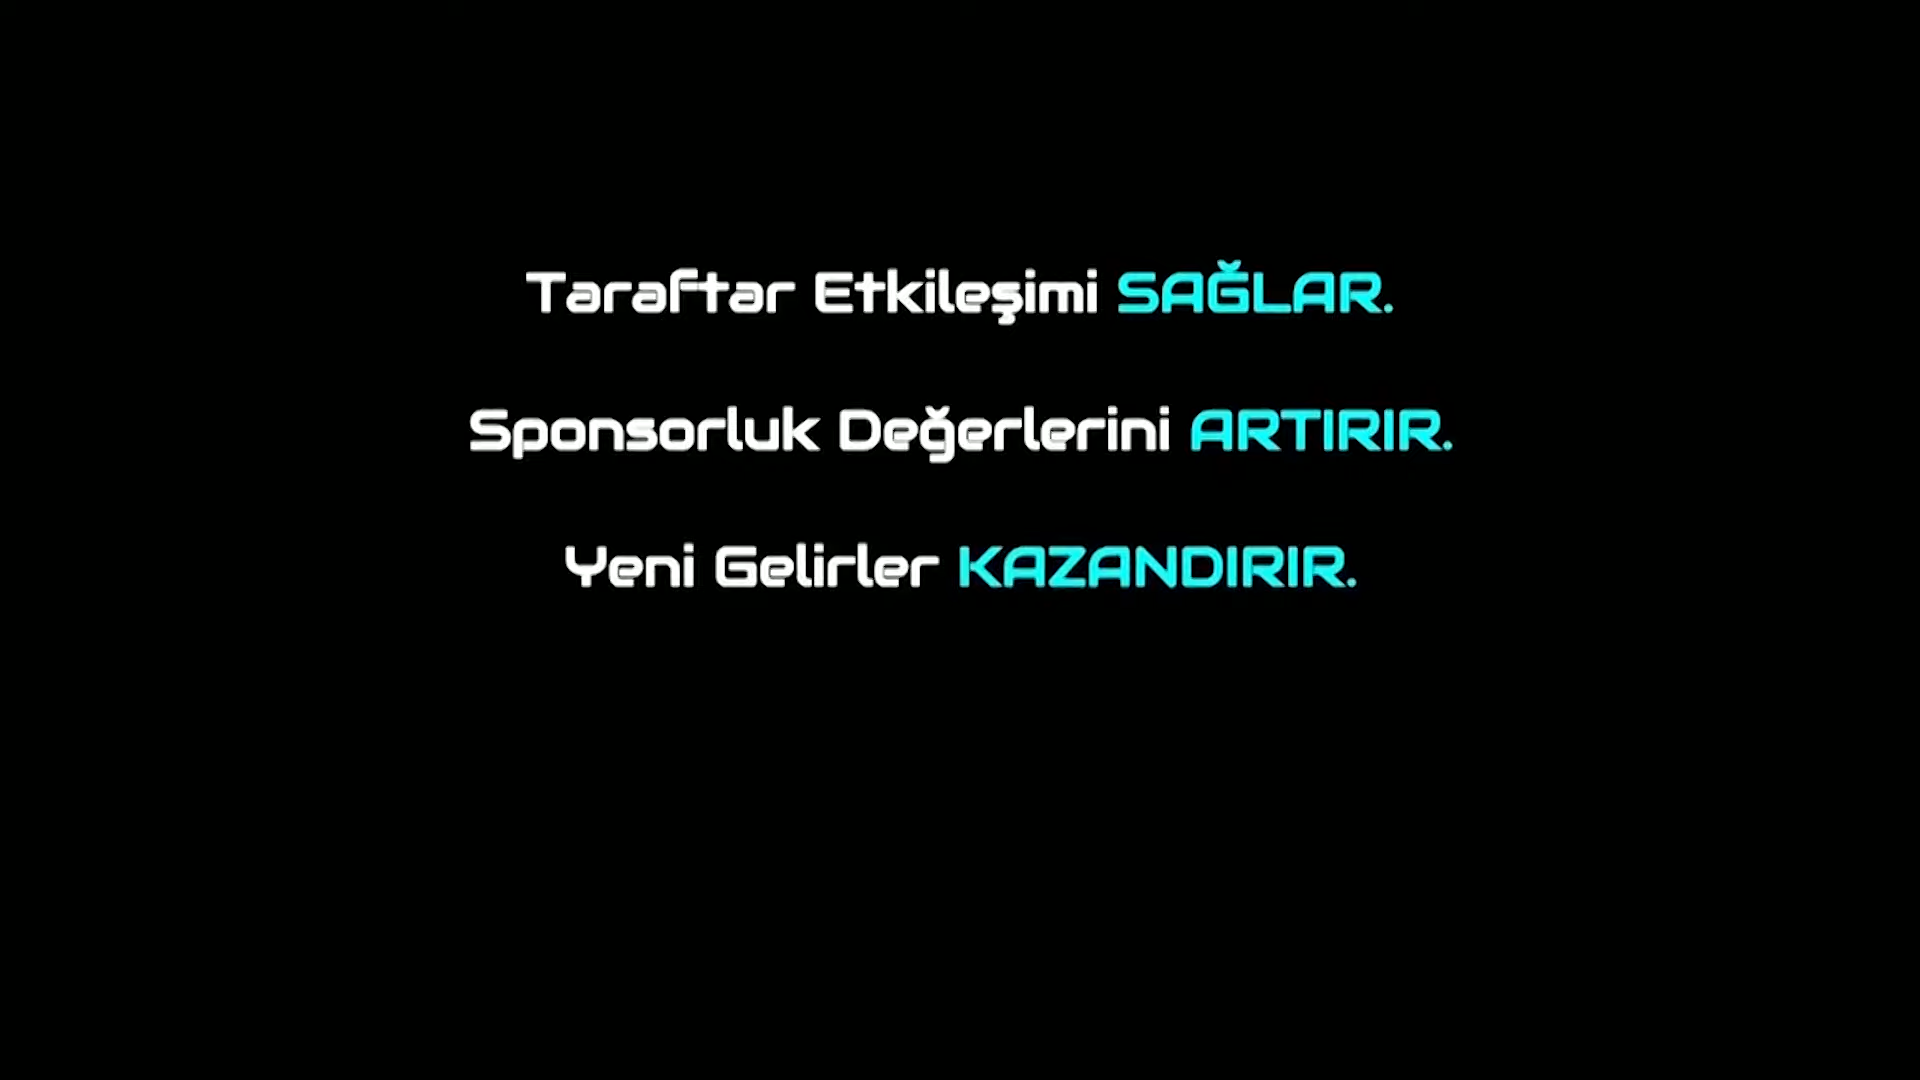 Taraftar Etkileşimi SAĞLAR.
Sponsorluk Değerlerini ARTIRIR.
Yeni Gelirler KAZANDIRIR.